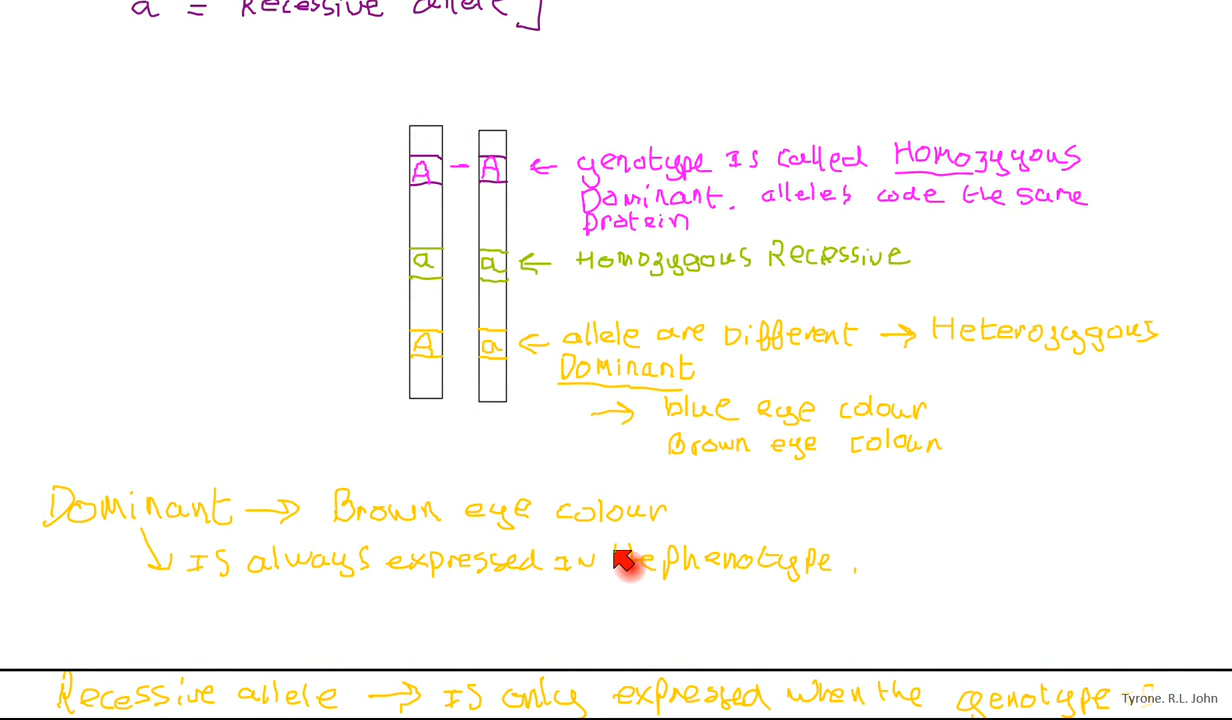 a = Recessive allele]
A - A ← genotype Is called Homozygous
Dominant. alleles code the same
protein
a a ← Homozygous Recessive
A a ← allele are Different → Heterozygous
Dominant
→ blue eye colour
Brown eye colour
Dominant → Brown eye colour
↳ Is always expressed In the phenotype.
Recessive allele → Is only expressed when the genotype
Tyrone. R.L. John